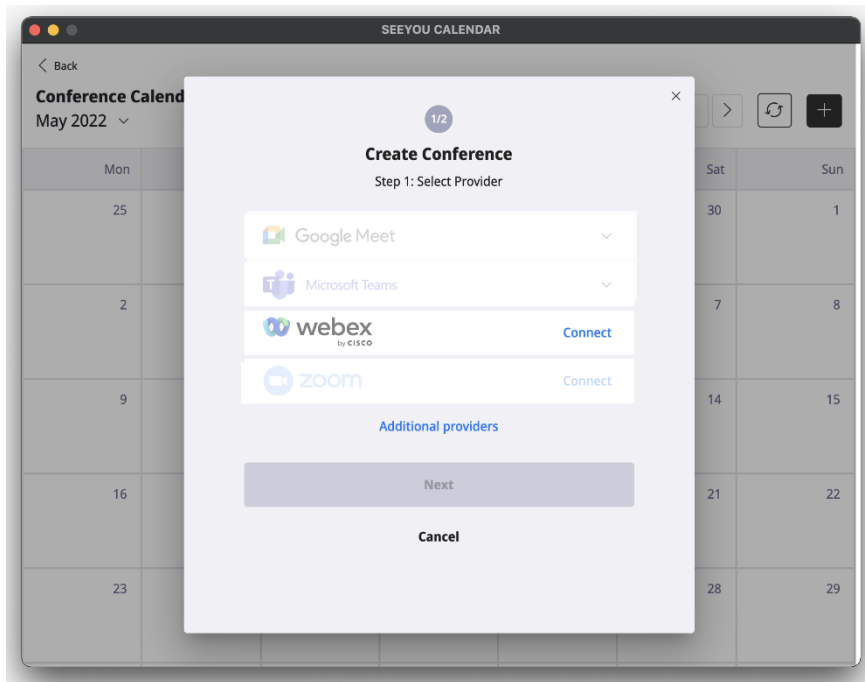 SEEYOU CALENDAR
Back
Conference Calend
May 2022
1/2
Create Conference
Step 1: Select Provider
Mon
Sat
Sun
25
30
1
Google Meet
Microsoft Teams
2
7
8
webex
by CISCO
Connect
zoom
Connect
9
14
15
Additional providers
16
Next
21
22
Cancel
23
28
29